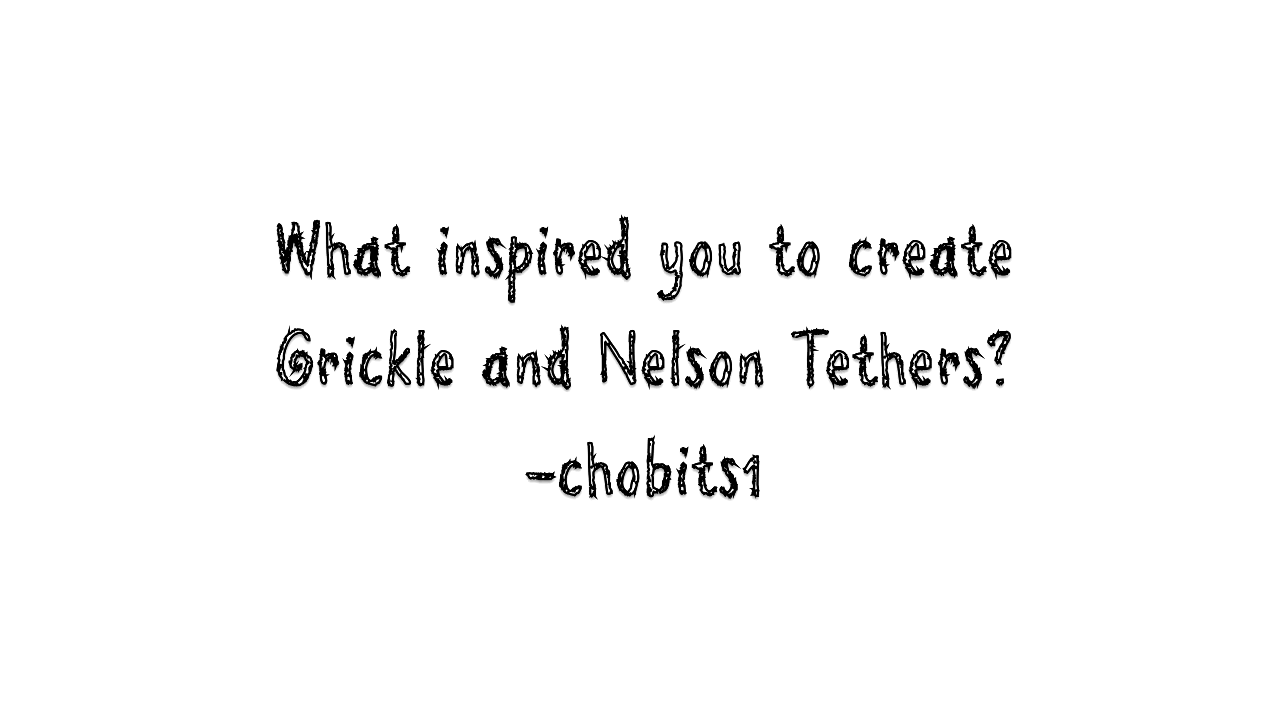 What inspired you to create
Grickle and Nelson Tethers?
-chobits1